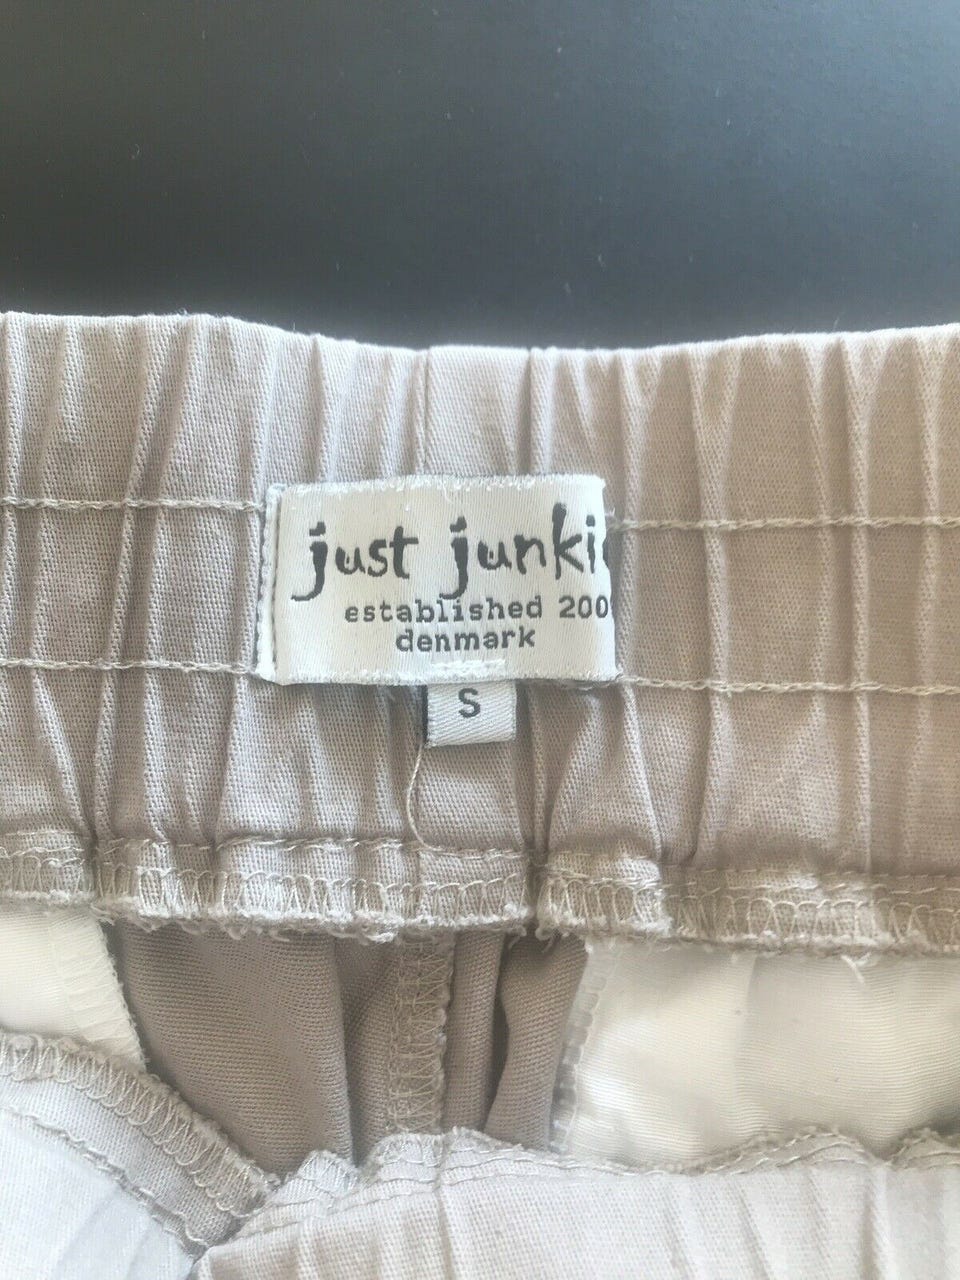 just junki
established 200
denmark
S